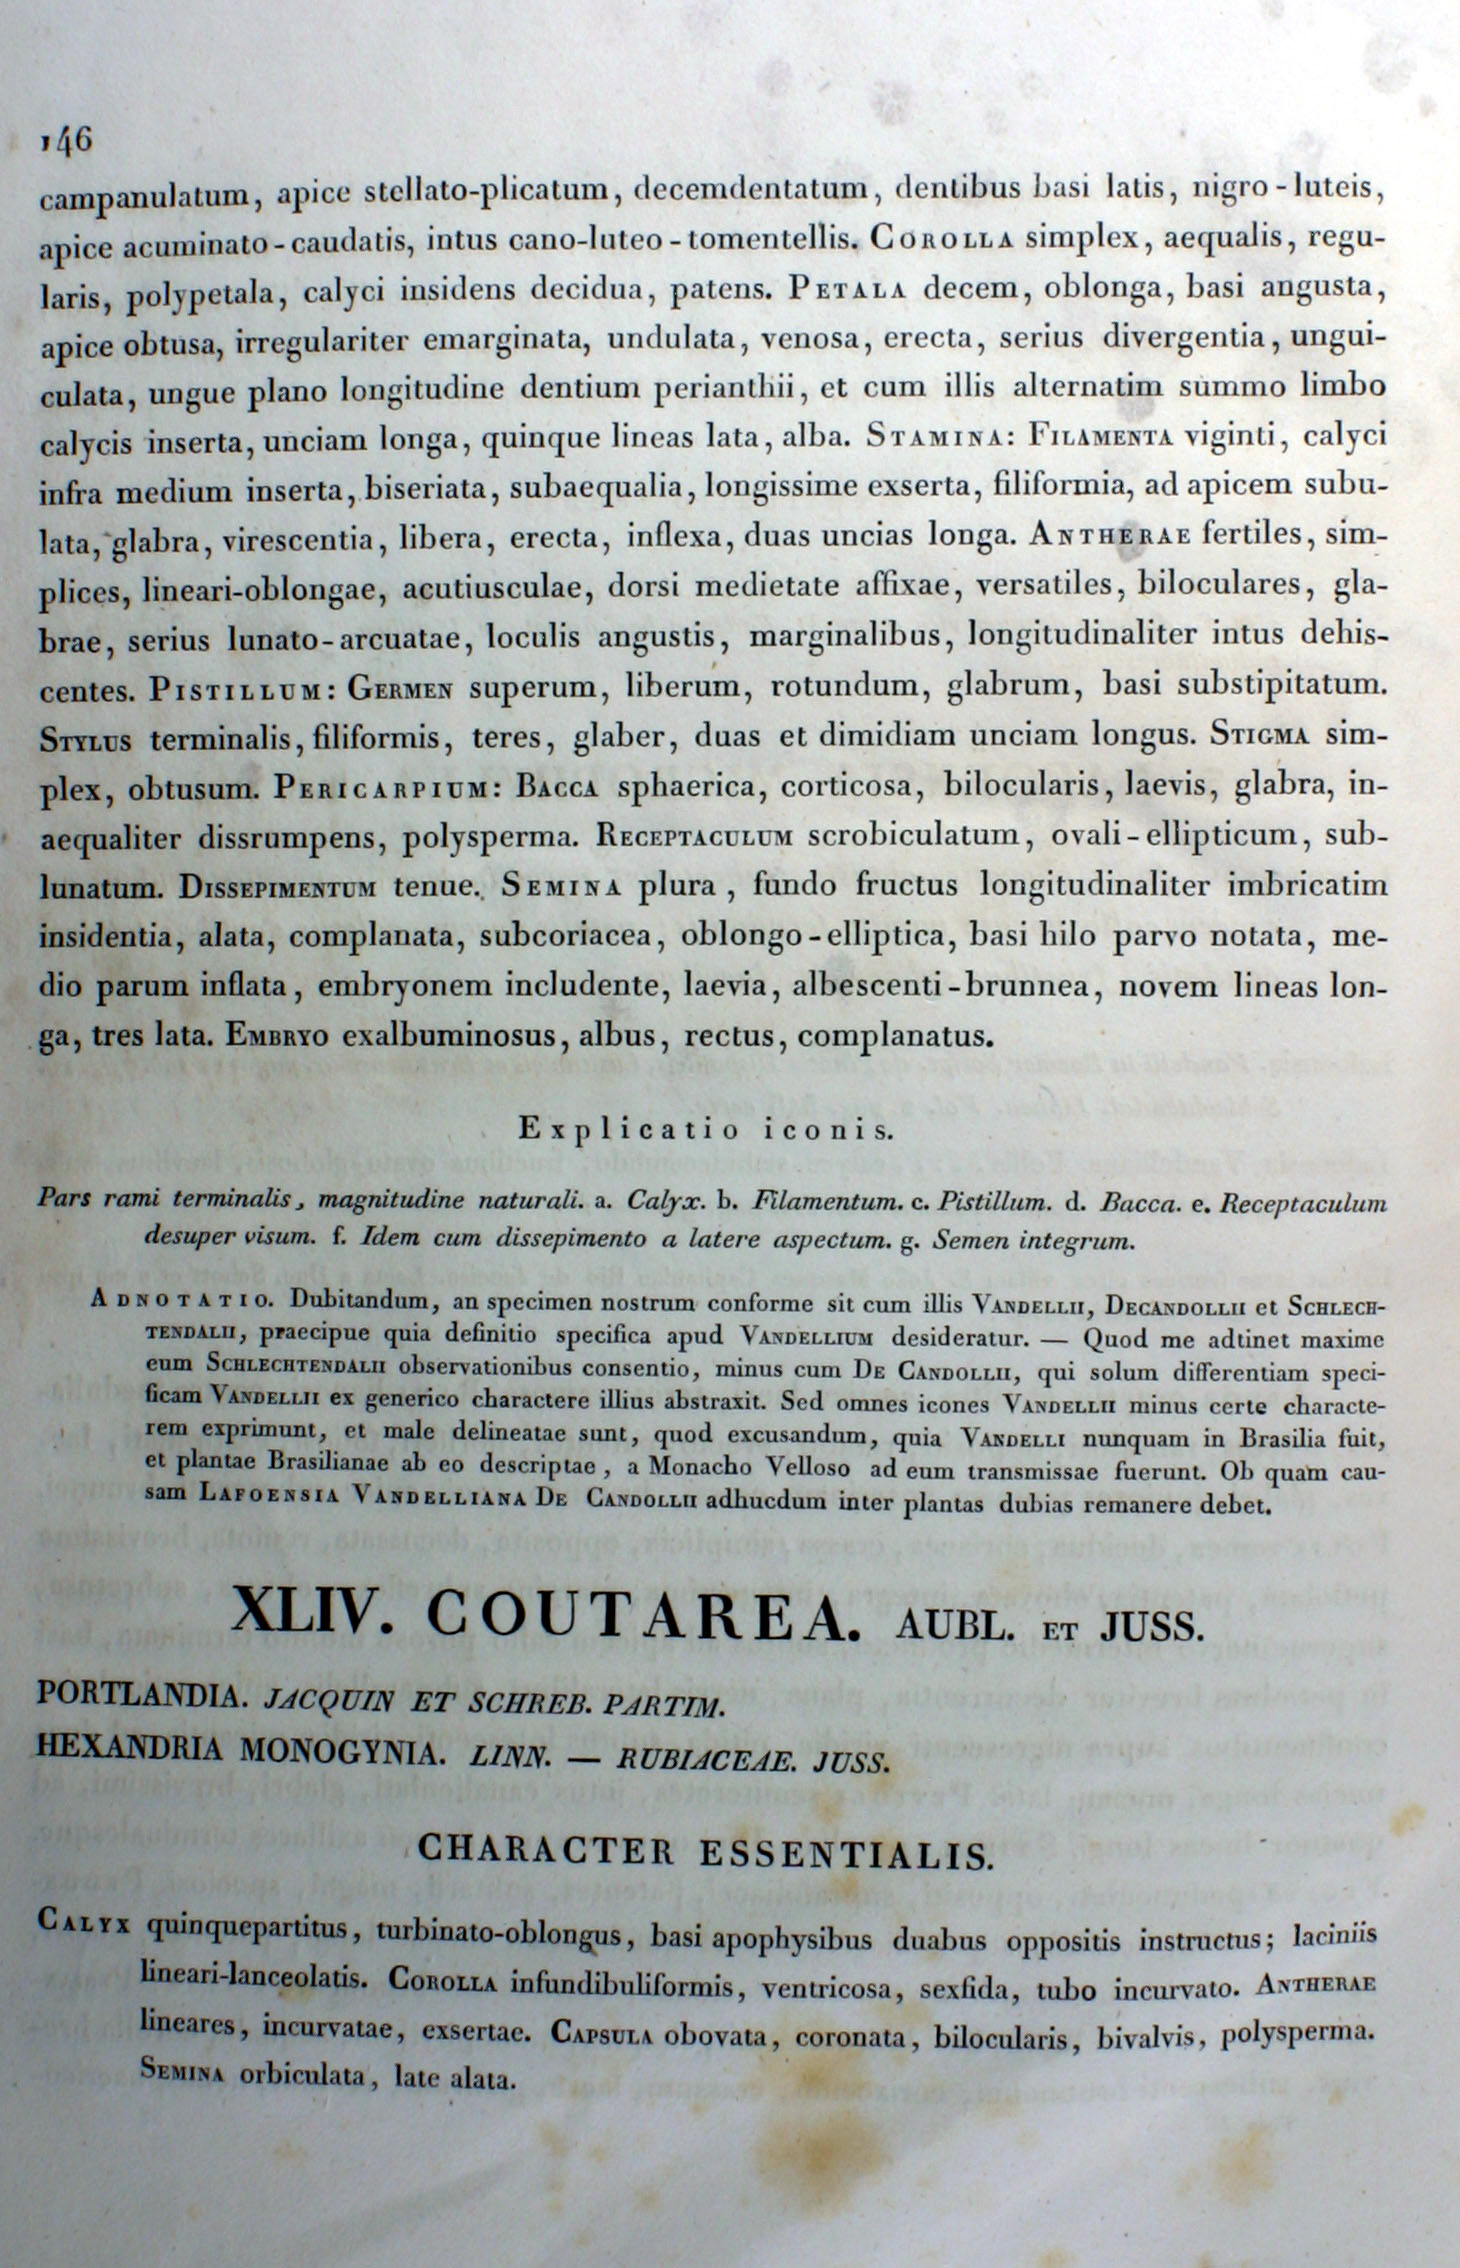 146
campanulatum, apice stellato-plicatum, decemdentatum, dentibus basi latis, nigro-luteis,
apice acuminato-caudatis, intus cano-luteo-tomentellis. COROLLA simplex, aequalis, regu-
laris, polypetala, calyci insidens decidua, patens. PETALA decem, oblonga, basi angusta,
apice obtusa, irregulariter emarginata, undulata, venosa, erecta, serius divergentia, ungui-
culata, ungue plano longitudine dentium perianthii, et cum illis alternatim summo limbo
calycis inserta, unciam longa, quinque lineas lata, alba. STAMINA: FILAMENTA viginti, calyci
infra medium inserta, biseriata, subaequalia, longissime exserta, filiformia, ad apicem subu-
lata, glabra, virescentia, libera, erecta, inflexa, duas uncias longa. ANTHERAE fertiles, sim-
plices, lineari-oblongae, acutiusculae, dorsi medietate affixae, versatiles, biloculares, gla-
brae, serius lunato-arcuatae, loculis angustis, marginalibus, longitudinaliter intus dehis-
centes. PISTILLUM: GERMEN superum, liberum, rotundum, glabrum, basi substipitatum.
STYLUS terminalis, filiformis, teres, glaber, duas et dimidiam unciam longus. STIGMA sim-
plex, obtusum. PERICARPIUM: BACCA sphaerica, corticosa, bilocularis, laevis, glabra, in-
aequaliter dissrumpens, polysperma. RECEPTACULUM scrobiculatum, ovali-ellipticum, sub-
lunatum. DISSEPIMENTUM tenue. SEMINA plura, fundo fructus longitudinaliter imbricatim
insidentia, alata, complanata, subcoriacea, oblongo-elliptica, basi hilo parvo notata, me-
dio parum inflata, embryonem includente, laevia, albescenti-brunnea, novem lineas lon-
ga, tres lata. EMBRYO exalbuminosus, albus, rectus, complanatus.
Explicatio iconis.
Pars rami terminalis, magnitudine naturali. a. Calyx. b. Filamentum. c. Pistillum. d. Bacca. e. Receptaculum
desuper visum. f. Idem cum dissepimento a latere aspectum. g. Semen integrum.
ADNOTATIO. Dubitandum, an specimen nostrum conforme sit cum illis VANDELLII, DECANDOLLII et SCHLECH-
TENDALII, praecipue quia definitio specifica apud VANDELLIUM desideratur. — Quod me adtinet maxime
cum SCHLECHTENDALII observationibus consentio, minus cum DE CANDOLLII, qui solum differentiam speci-
ficam VANDELLII ex generico charactere illius abstraxit. Sed omnes icones VANDELLII minus certe characte-
rem exprimunt, et male delineatae sunt, quod excusandum, quia VANDELLI nunquam in Brasilia fuit,
et plantae Brasilianae ab eo descriptae, a Monacho Velloso ad eum transmissae fuerunt. Ob quam cau-
sam LAFOENSIA VANDELLIANA DE CANDOLLII adhucdum inter plantas dubias remanere debet.
XLIV. COUTAREA. AUBL. ET JUSS.
PORTLANDIA. JACQUIN ET SCHREB. PARTIM.
HEXANDRIA MONOGYNIA. LINN. — RUBIACEAE. JUSS.
CHARACTER ESSENTIALIS.
CALYX quinquepartitus, turbinato-oblongus, basi apophysibus duabus oppositis instructus; laciniis
lineari-lanceolatis. COROLLA infundibuliformis, ventricosa, sexfida, tubo incurvato. ANTHERAE
lineares, incurvatae, exsertae. CAPSULA obovata, coronata, bilocularis, bivalvis, polysperma.
SEMINA orbiculata, late alata.